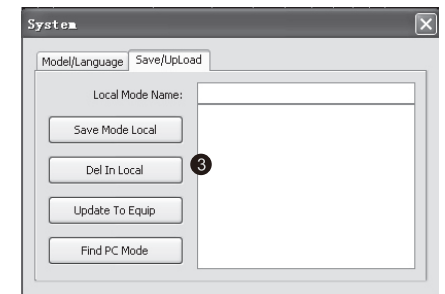 System
Model/Language Save/UpLoad
Local Mode Name:
Save Mode Local
Del In Local
3
Update To Equip
Find PC Mode